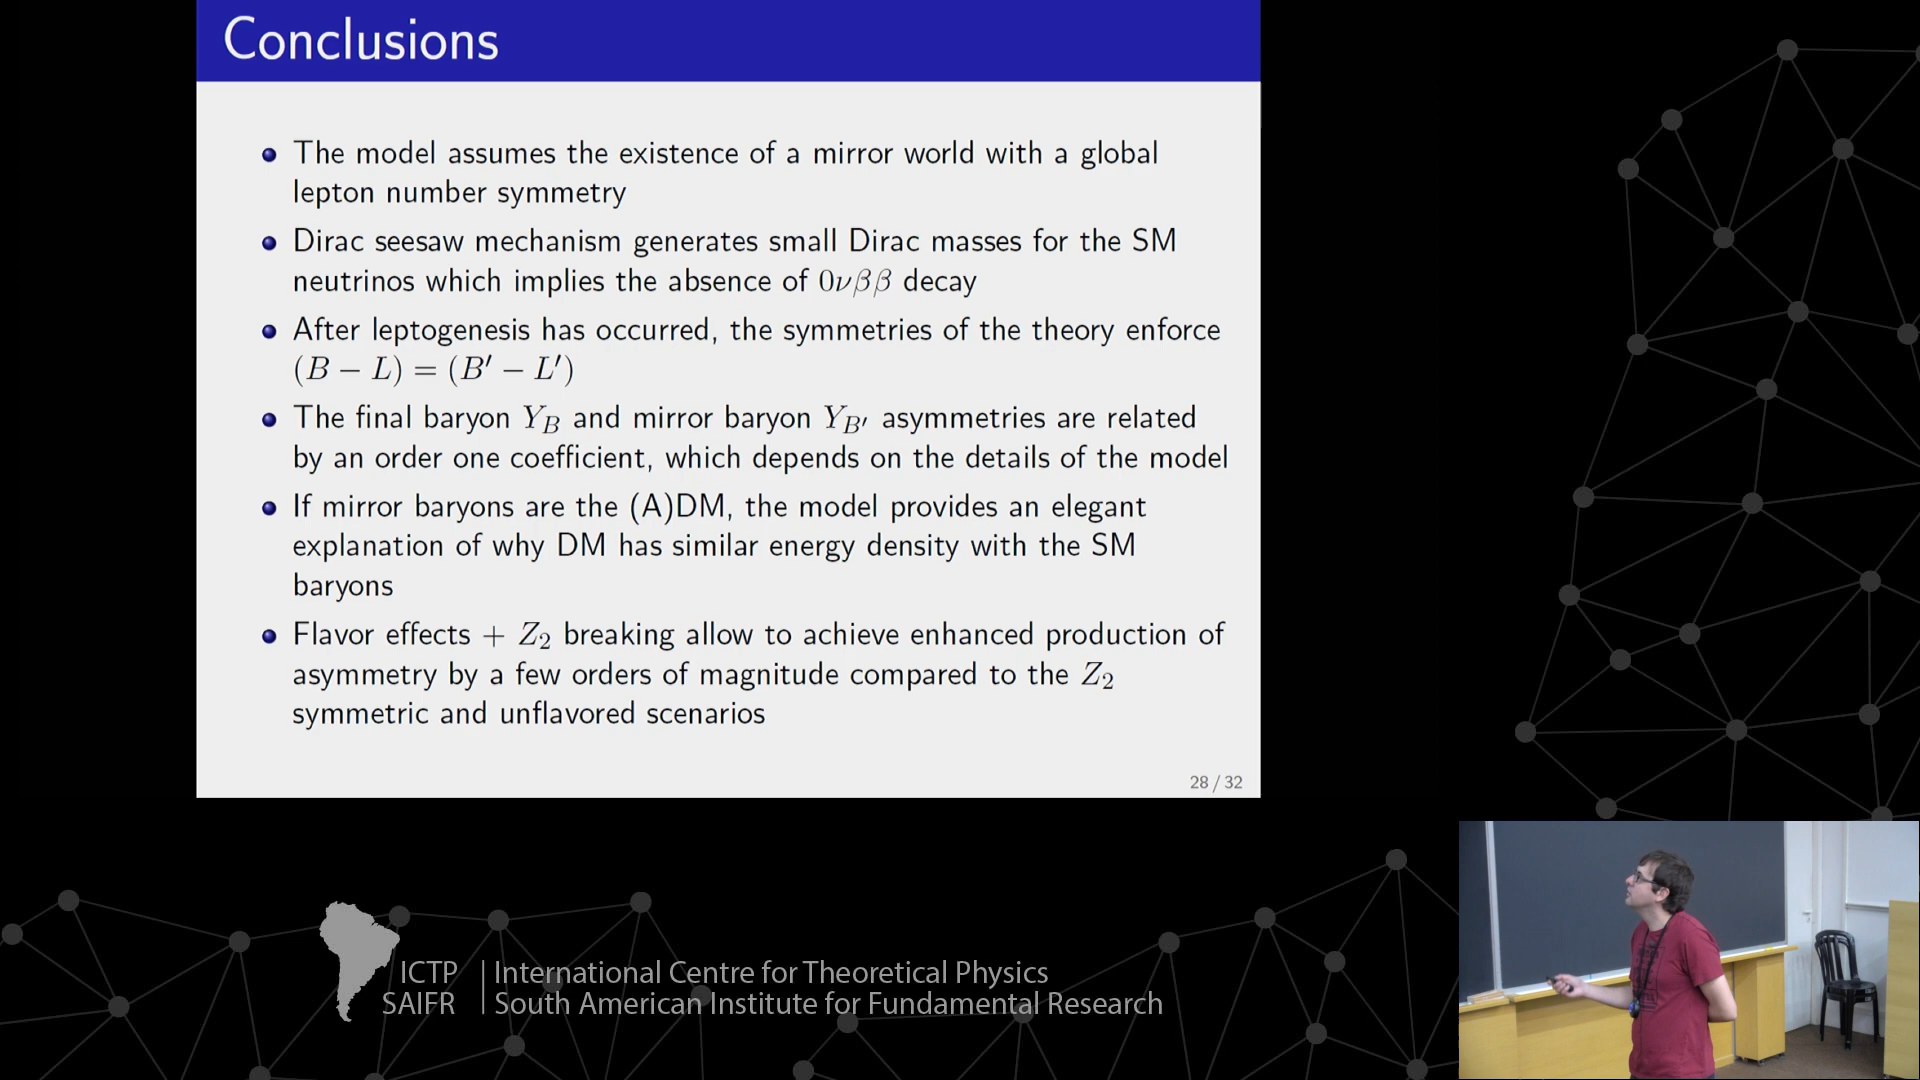 Conclusions
The model assumes the existence of a mirror world with a global
lepton number symmetry
Dirac seesaw mechanism generates small Dirac masses for the SM
neutrinos which implies the absence of 0νββ decay
After leptogenesis has occurred, the symmetries of the theory enforce
(B − L) = (B′ − L′)
The final baryon Y_B and mirror baryon Y_B′ asymmetries are related
by an order one coefficient, which depends on the details of the model
If mirror baryons are the (A)DM, the model provides an elegant
explanation of why DM has similar energy density with the SM
baryons
Flavor effects + Z₂ breaking allow to achieve enhanced production of
asymmetry by a few orders of magnitude compared to the Z₂
symmetric and unflavored scenarios
28 / 32
ICTP | International Centre for Theoretical Physics
SAIFR | South American Institute for Fundamental Research